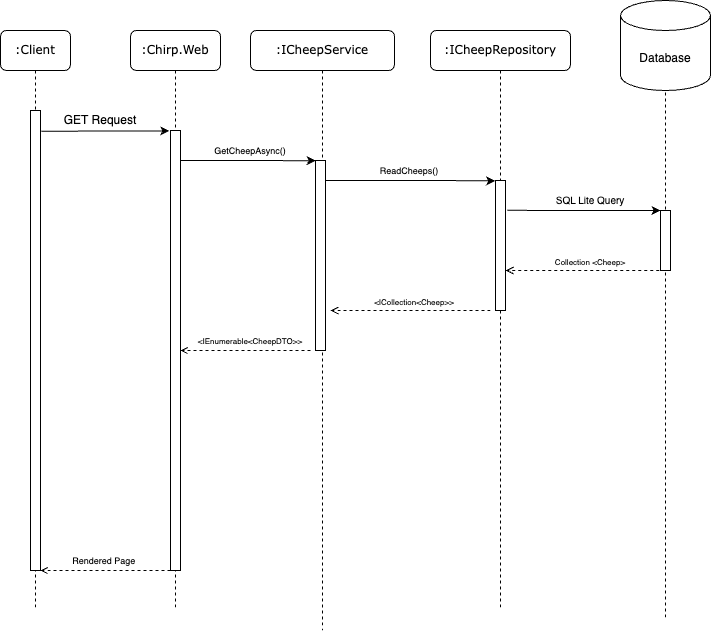 :Client
:Chirp.Web
:ICheepService
:ICheepRepository
Database
GET Request
GetCheepAsync()
ReadCheeps()
SQL Lite Query
Collection <Cheep>
<ICollection<Cheep>>
<IEnumerable<CheepDTO>>
Rendered Page